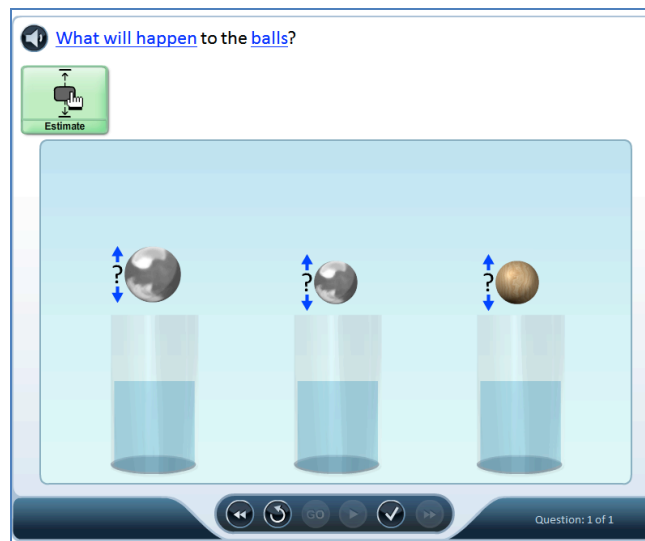 What will happen to the balls?
Estimate
? ? ?
GO
Question: 1 of 1